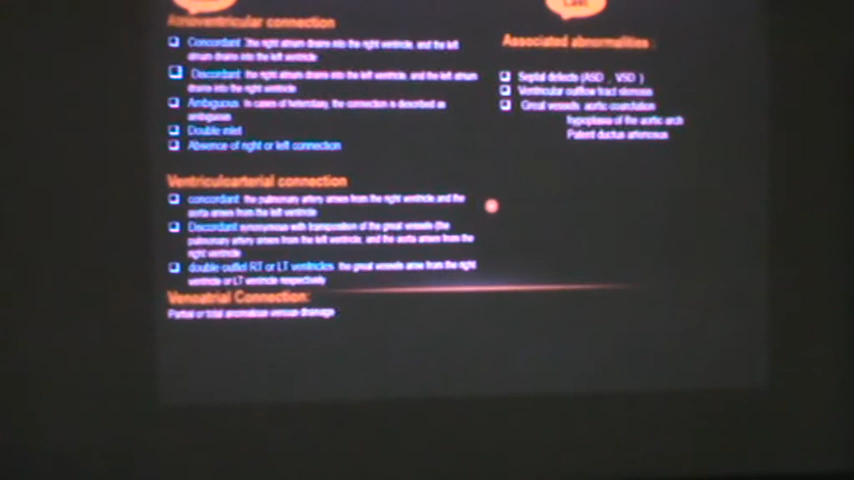 Last
Atrioventricular connection
Concordant: the right atrium drains into the right ventricle, and the left
atrium drains into the left ventricle
Discordant: the right atrium drains into the left ventricle, and the left atrium
drains into the right ventricle
Ambiguous: In cases of heterotaxy, the connection is described as
ambiguous
Double inlet
Absence of right or left connection
Ventriculoarterial connection
concordant: the pulmonary artery arises from the right ventricle and the
aorta arises from the left ventricle
Discordant synonymous with transposition of the great vessels (the
pulmonary artery arises from the left ventricle, and the aorta arises from the
right ventricle
double outlet RT or LT ventricles: the great vessels arise from the right
ventricle or LT ventricle respectively
Venoatrial Connection:
Partial or total anomalous venous drainage
Associated abnormalities :
Septal defects (ASD , VSD )
Ventricular outflow tract stenosis
Great vessels: aortic coarctation
hypoplasia of the aortic arch
Patent ductus arteriosus